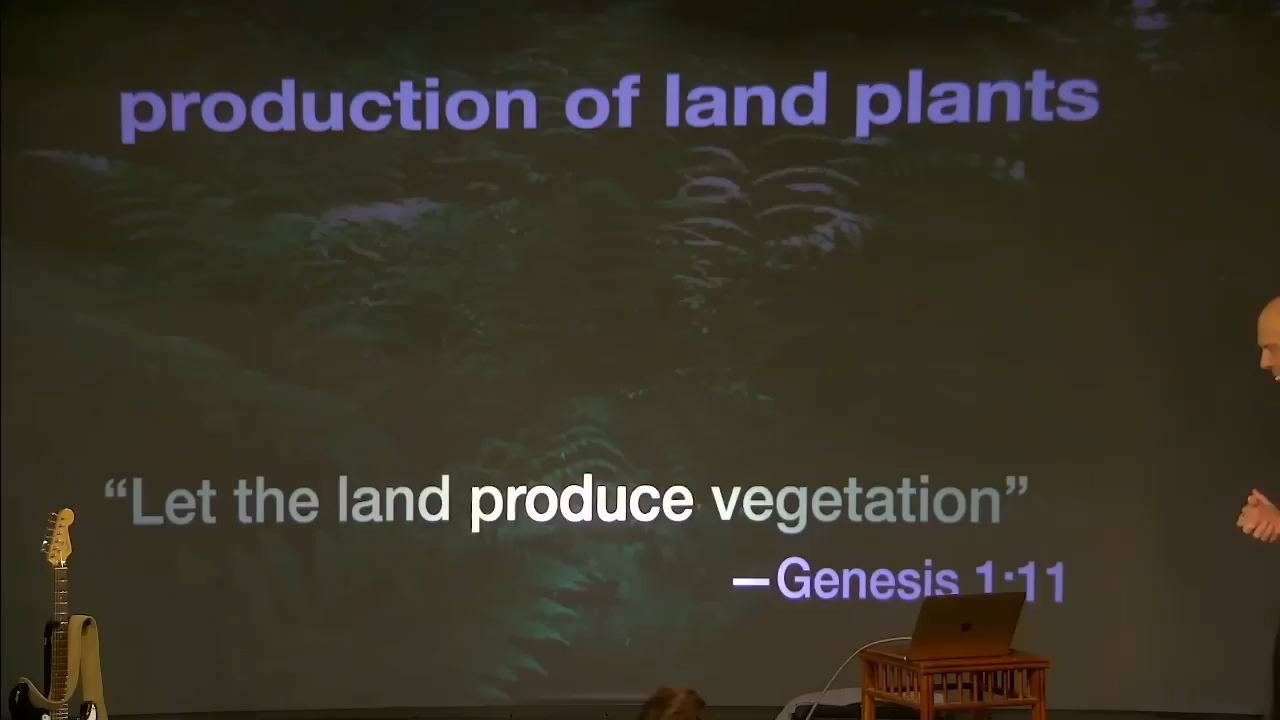 production of land plants
“Let the land produce vegetation”
—Genesis 1:11